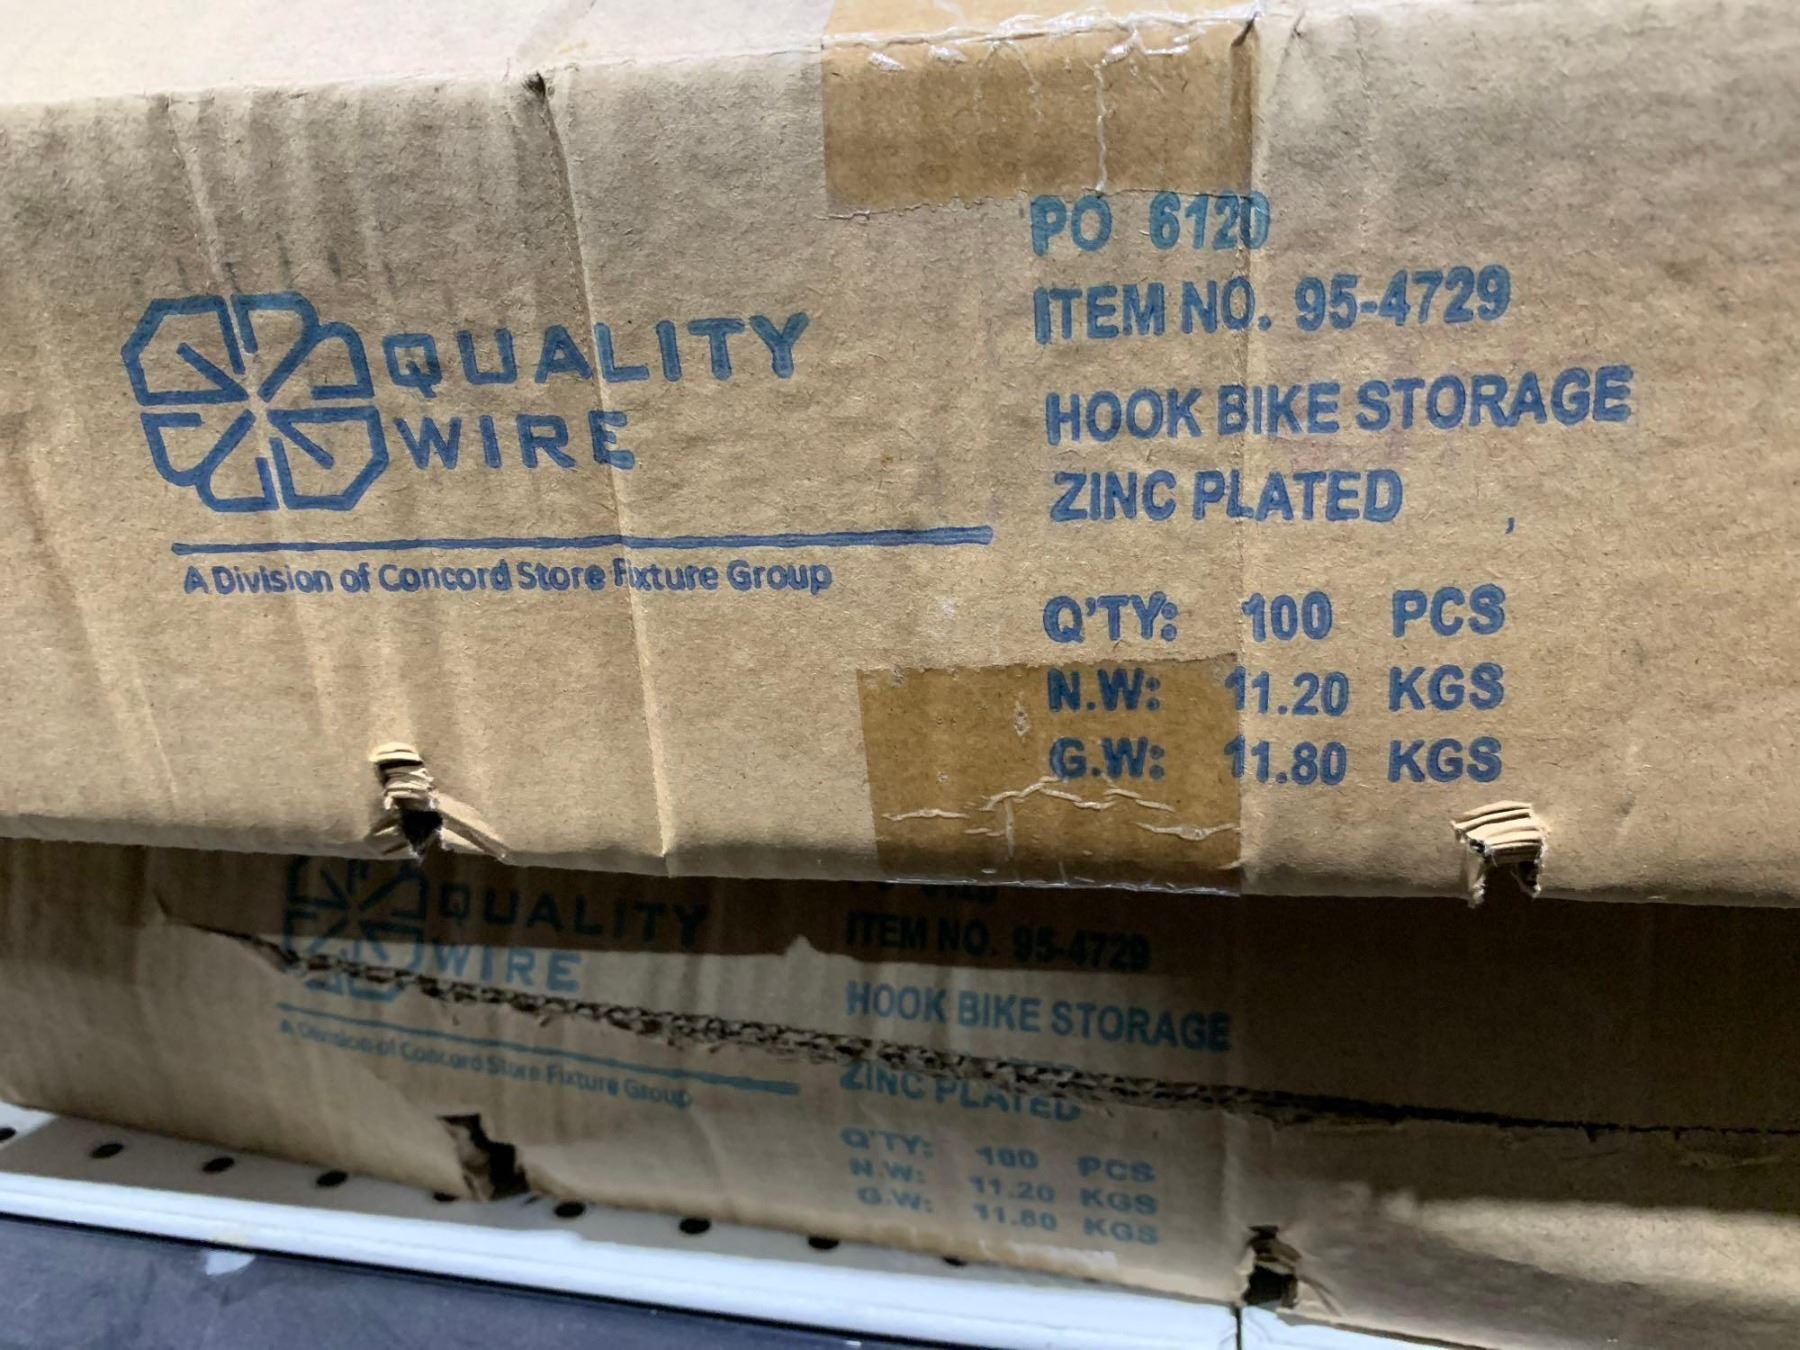 QUALITY
WIRE
A Division of Concord Store Fixture Group
PO 6120
ITEM NO. 95-4729
HOOK BIKE STORAGE
ZINC PLATED
Q'TY: 100 PCS
N.W: 11.20 KGS
G.W: 11.80 KGS
QUALITY
WIRE
A Division of Concord Store Fixture Group
ITEM NO. 95-4729
HOOK BIKE STORAGE
ZINC PLATED
Q'TY: 100 PCS
N.W: 11.20 KGS
G.W: 11.80 KGS